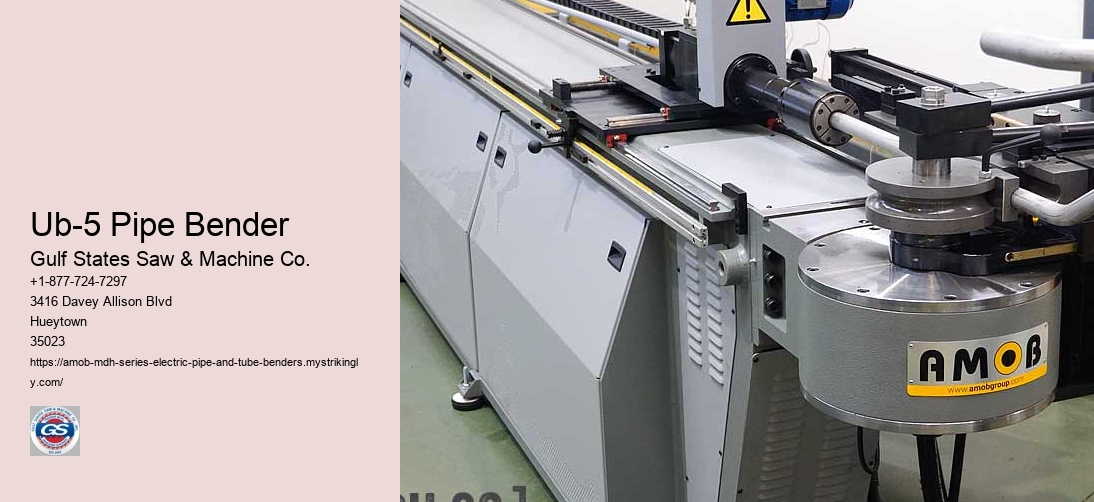 Ub-5 Pipe Bender
Gulf States Saw & Machine Co.
+1-877-724-7297
3416 Davey Allison Blvd
Hueytown
35023
https://amob-mdh-series-electric-pipe-and-tube-benders.mystrikingl
y.com/
GS
AMOB
www.amobgroup.com